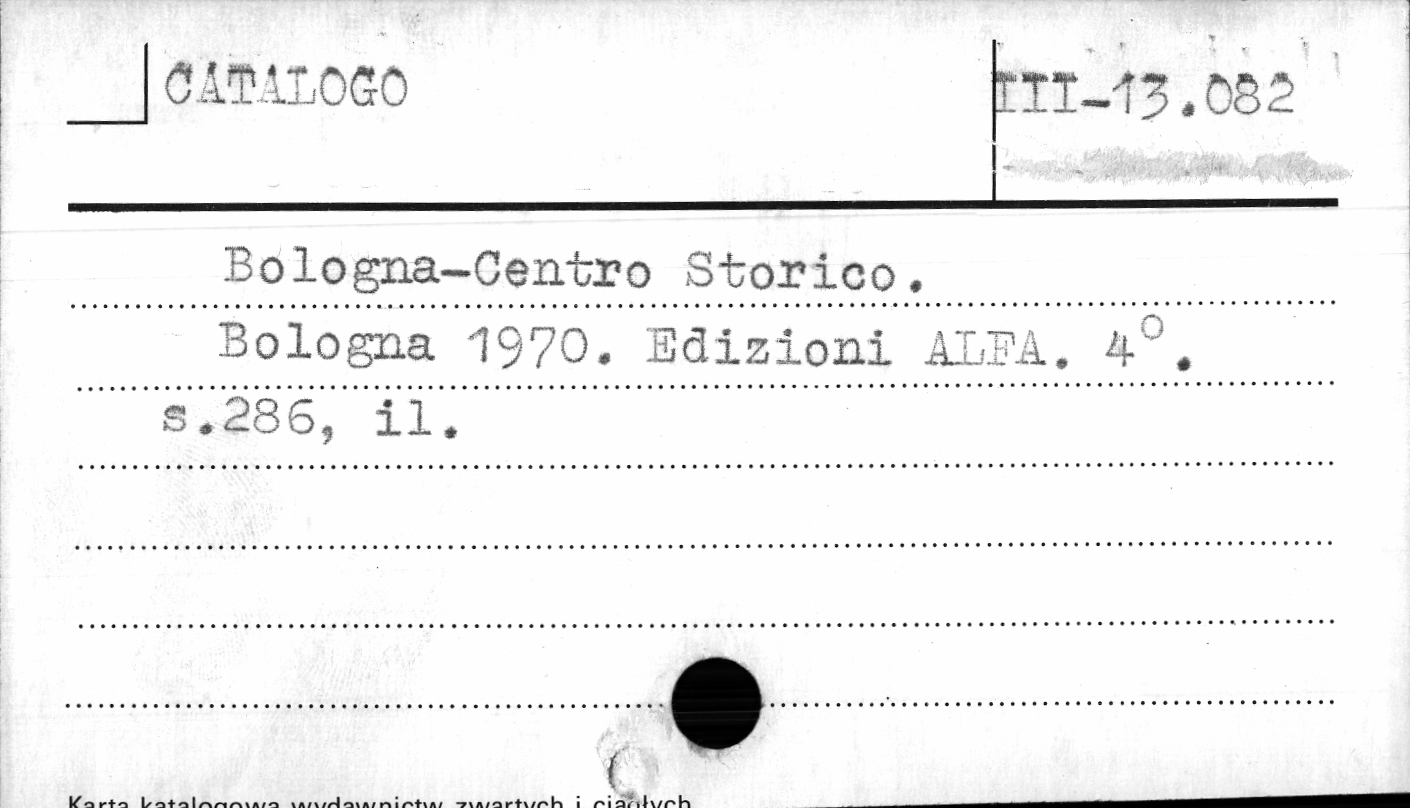 CATALOGO
III-13.082
Bologna-Centro Storico.
Bologna 1970. Edizioni ALFA. 4°.
s.286, il.
Karta katalogowa wydawnictw zwartych i ciągłych